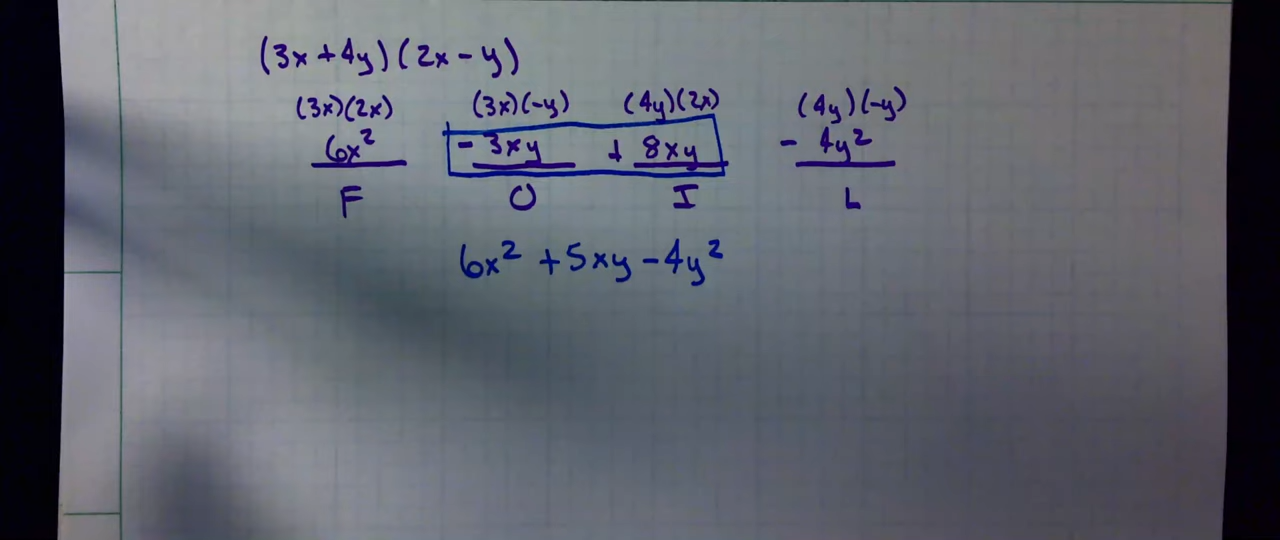 (3x+4y)(2x-y)
(3x)(2x) (3x)(-y) (4y)(2x) (4y)(-y)
6x² - 3xy + 8xy - 4y²
F O I L
6x² + 5xy - 4y²